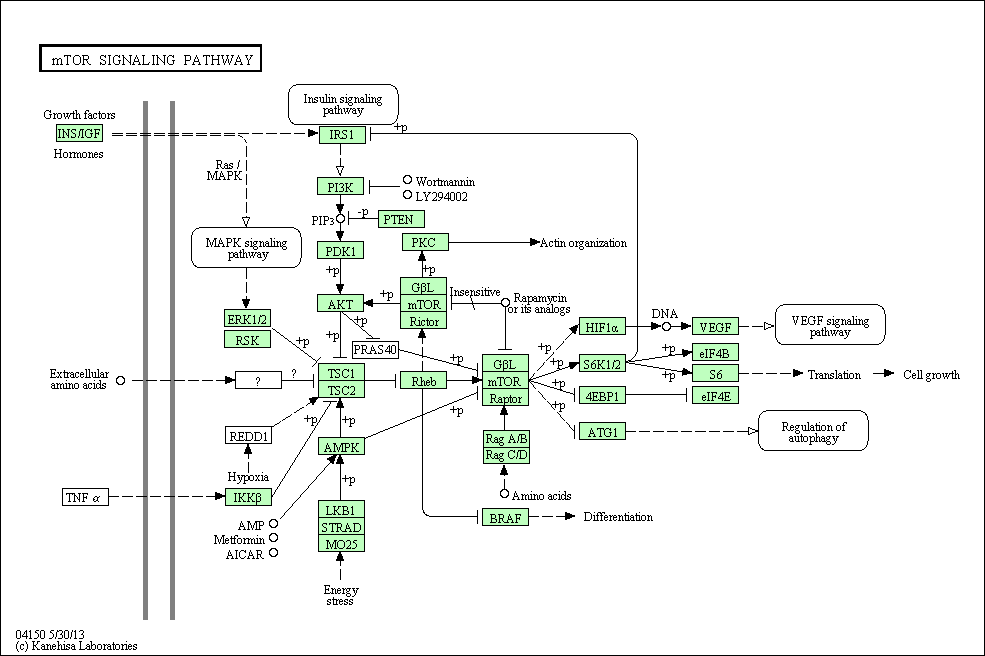 mTOR SIGNALING PATHWAY
Insulin signaling
pathway
Growth factors
INS/IGF
Hormones
IRS1
+p
Ras /
MAPK
PI3K
Wortmannin
LY294002
PIP3
-p
PTEN
MAPK signaling
pathway
PDK1
PKC
Actin organization
+p
+p
GβL
mTOR
Rictor
AKT
+p
Insensitive
Rapamycin
or its analogs
ERK1/2
RSK
+p
+p
PRAS40
+p
HIF1α
DNA
VEGF
VEGF signaling
pathway
+p
Extracellular
amino acids
?
?
TSC1
TSC2
Rheb
GβL
mTOR
Raptor
+p
S6K1/2
+p
eIF4B
+p
S6
Translation
Cell growth
+p
4EBP1
eIF4E
+p
ATG1
Regulation of
autophagy
REDD1
+p
+p
AMPK
Rag A/B
Rag C/D
Hypoxia
+p
TNF α
IKKβ
Amino acids
LKB1
STRAD
MO25
BRAF
Differentiation
AMP
Metformin
AICAR
Energy
stress
04150 5/30/13
(c) Kanehisa Laboratories